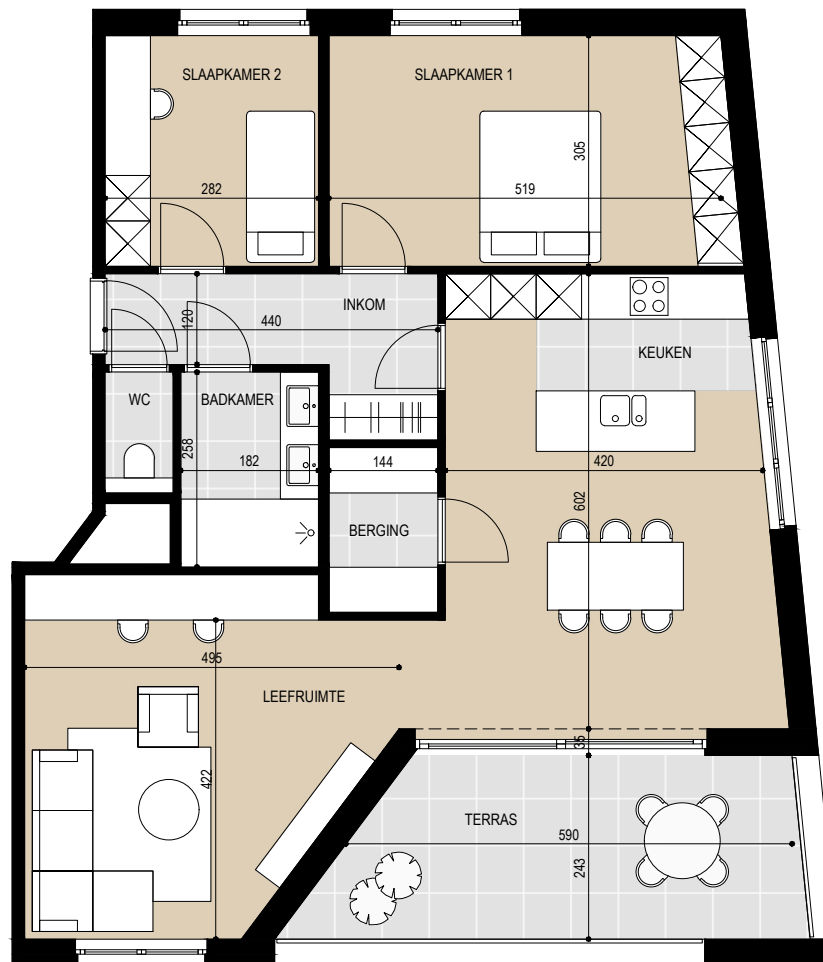 SLAAPKAMER 2
SLAAPKAMER 1
305
282
519
INKOM
120
440
KEUKEN
WC
BADKAMER
258
182
144
420
602
BERGING
495
LEEFRUIMTE
35
422
TERRAS
590
243